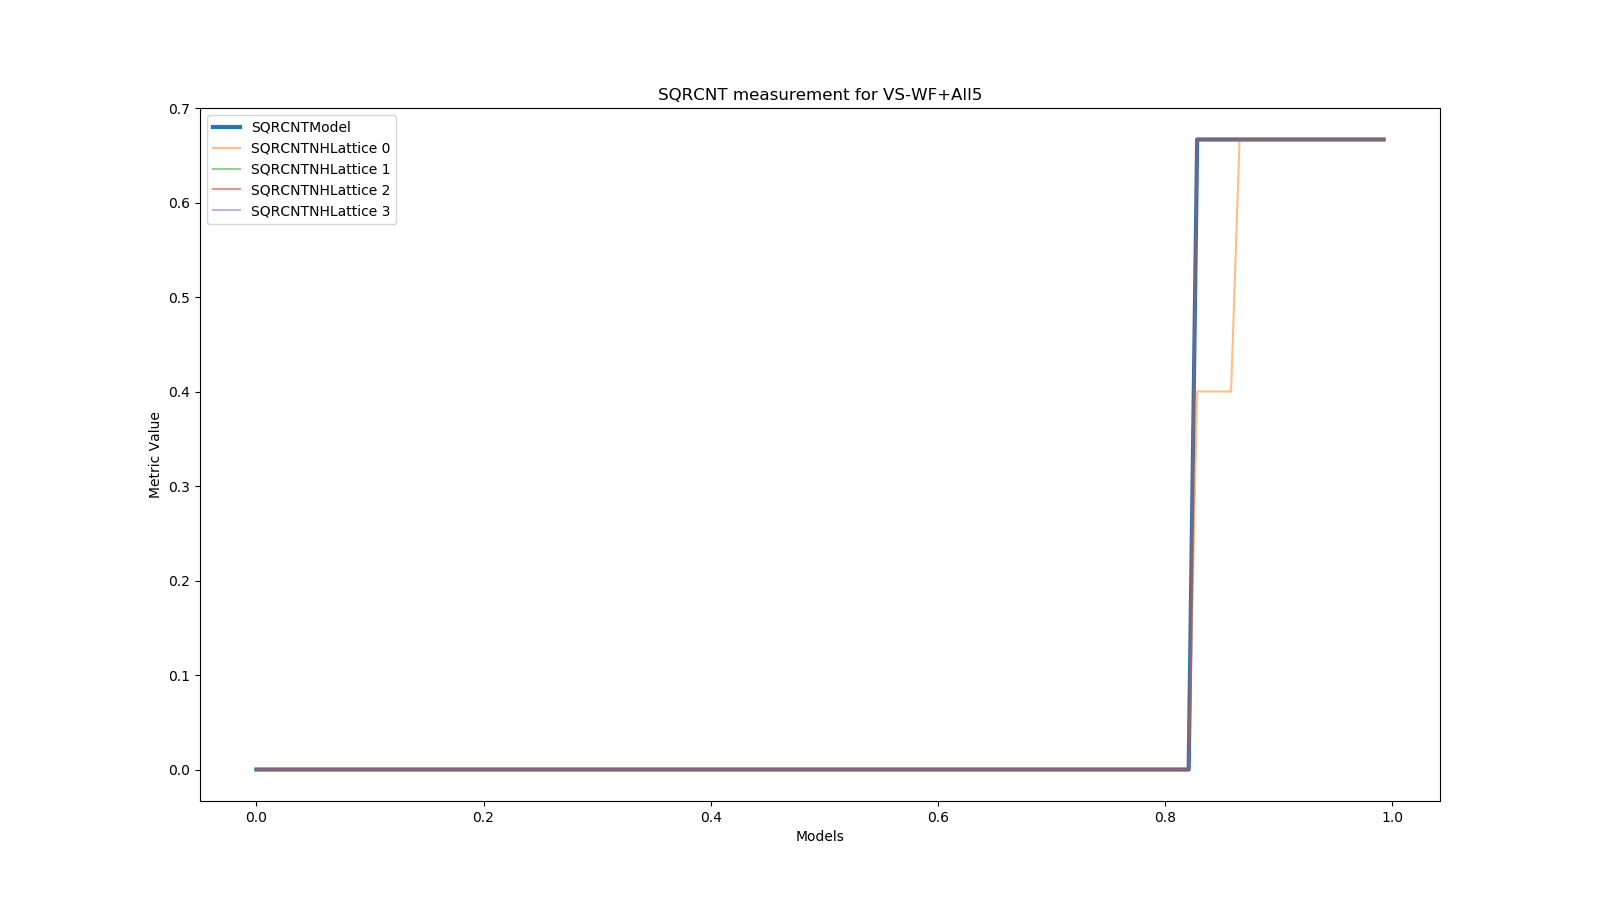 SQRCNT measurement for VS-WF+All5
SQRCNTModel
SQRCNTNHLattice 0
SQRCNTNHLattice 1
SQRCNTNHLattice 2
SQRCNTNHLattice 3
0.7
0.6
0.5
0.4
0.3
0.2
0.1
0.0
Metric Value
0.0 0.2 0.4 0.6 0.8 1.0
Models